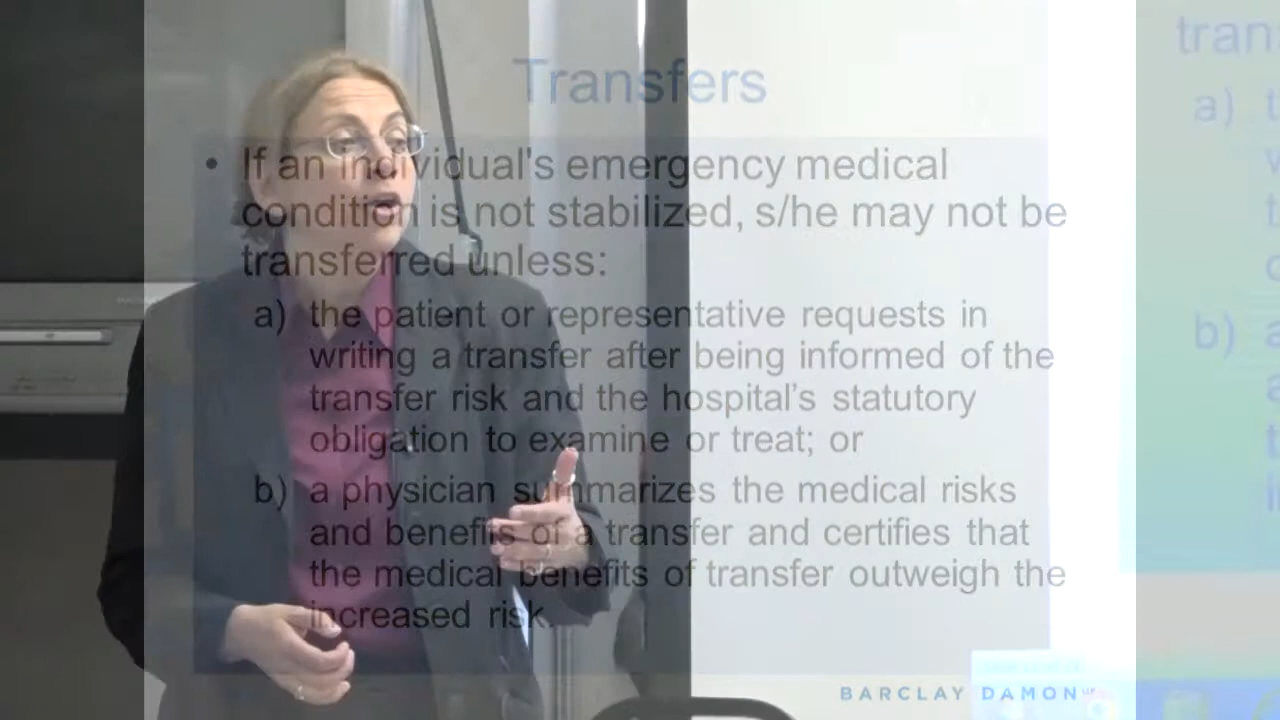 Transfers
• If an individual's emergency medical
condition is not stabilized, s/he may not be
transferred unless:
a) the patient or representative requests in
writing a transfer after being informed of the
transfer risk and the hospital’s statutory
obligation to examine or treat; or
b) a physician summarizes the medical risks
and benefits of a transfer and certifies that
the medical benefits of transfer outweigh the
increased risk.
BARCLAY DAMON LLP
a)
b)